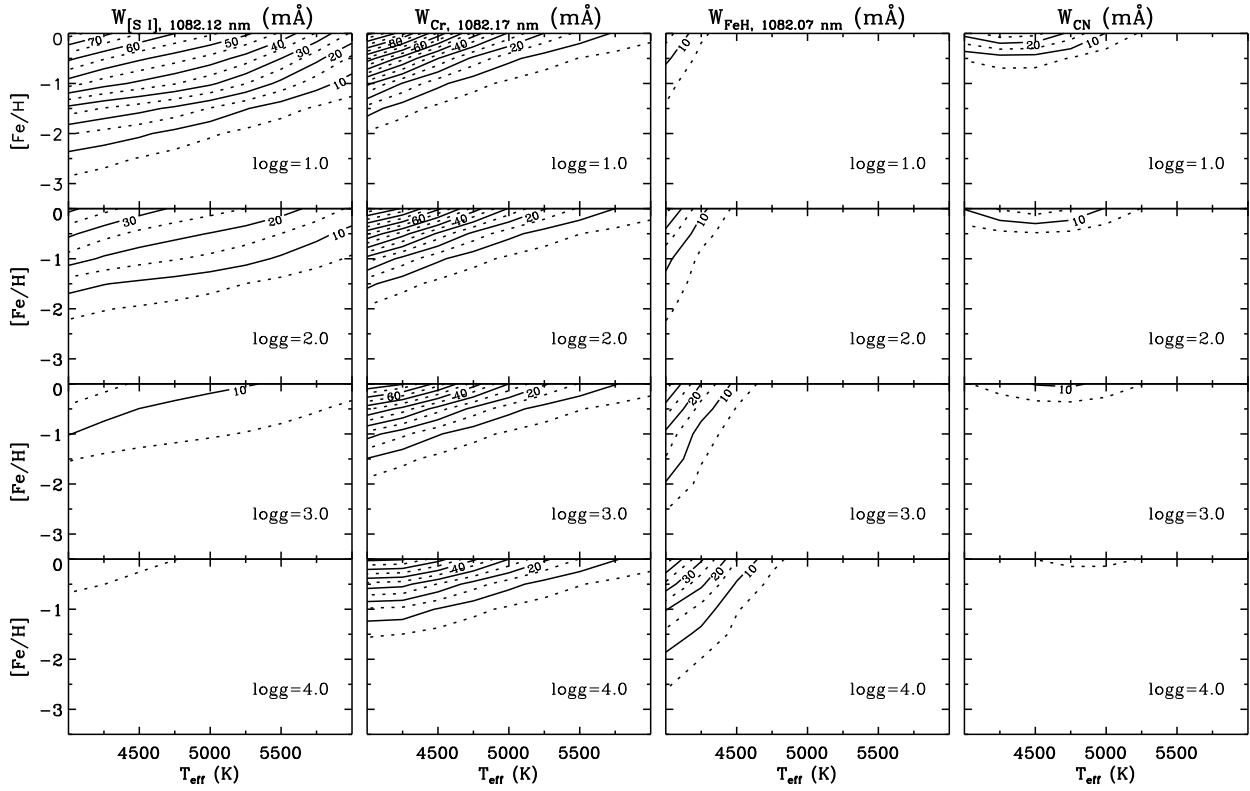 W[S I], 1082.12 nm (mÅ)
WCr, 1082.17 nm (mÅ)
WFeH, 1082.07 nm (mÅ)
WCN (mÅ)
0
-1
-2
-3
[Fe/H]
70
60
50
40
30
20
10
logg=1.0
80
60
40
20
logg=1.0
10
logg=1.0
20
10
logg=1.0
0
-1
-2
-3
[Fe/H]
30
20
10
logg=2.0
60
40
20
logg=2.0
10
logg=2.0
10
logg=2.0
0
-1
-2
-3
[Fe/H]
10
logg=3.0
60
40
20
logg=3.0
20
10
logg=3.0
10
logg=3.0
0
-1
-2
-3
[Fe/H]
logg=4.0
40
20
logg=4.0
30
20
10
logg=4.0
logg=4.0
4500 5000 5500
4500 5000 5500
4500 5000 5500
4500 5000 5500
Teff (K)
Teff (K)
Teff (K)
Teff (K)